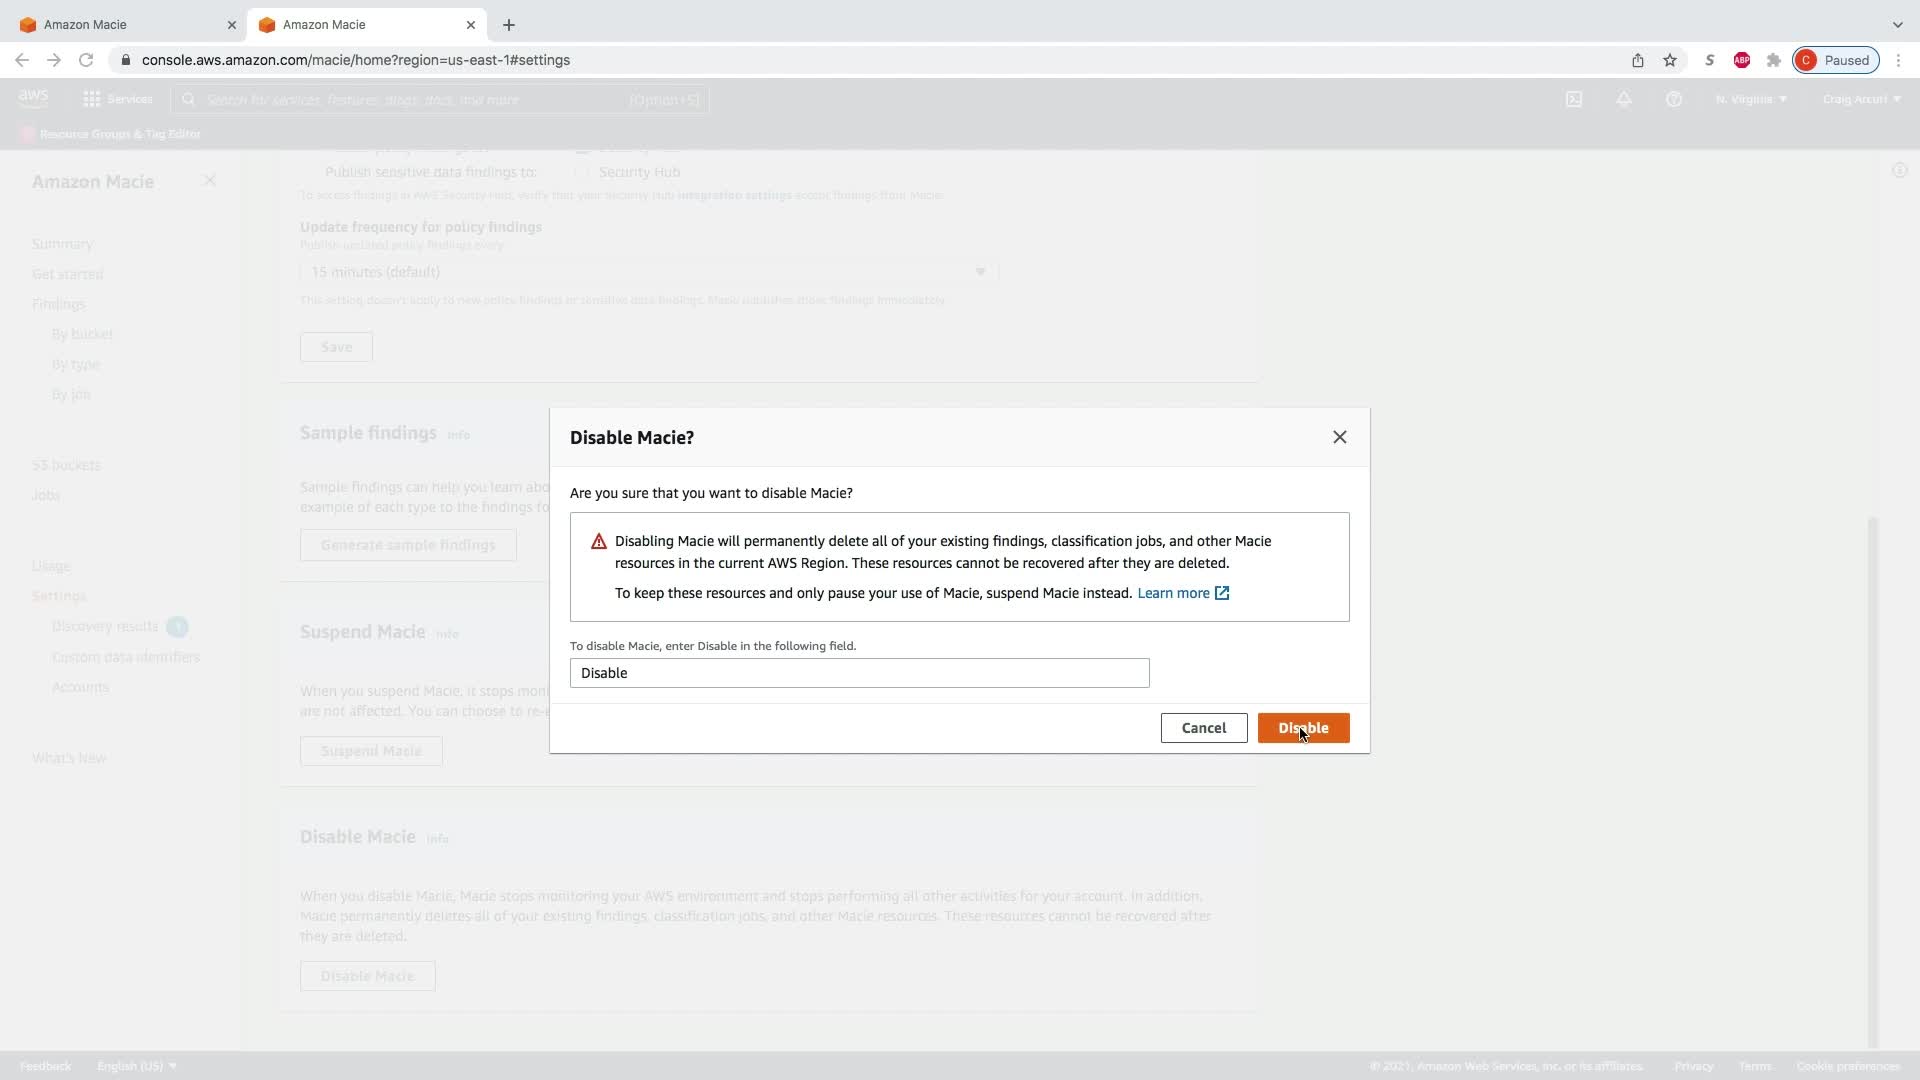 Amazon Macie
Amazon Macie
console.aws.amazon.com/macie/home?region=us-east-1#settings
S
ABP
C
Paused
aws
Services
Search for services, features, blogs, docs, and more
[Option+S]
N. Virginia
Craig Arcuri
Resource Groups & Tag Editor
Amazon Macie
Summary
Get started
Findings
By bucket
By type
By job
S3 buckets
Jobs
Usage
Settings
Discovery results
1
Custom data identifiers
Accounts
What's New
Publish sensitive data findings to:
Security Hub
To access findings in AWS Security Hub, verify that your Security Hub integration settings accept findings from Macie.
Update frequency for policy findings
Publish updated policy findings every
15 minutes (default)
This setting doesn't apply to new policy findings or sensitive data findings. Macie publishes those findings immediately.
Save
Sample findings Info
Sample findings can help you learn abo
example of each type to the findings fo
Generate sample findings
Suspend Macie Info
When you suspend Macie, it stops moni
are not affected. You can choose to re-e
Suspend Macie
Disable Macie Info
When you disable Macie, Macie stops monitoring your AWS environment and stops performing all other activities for your account. In addition,
Macie permanently deletes all of your existing findings, classification jobs, and other Macie resources. These resources cannot be recovered after
they are deleted.
Disable Macie
Disable Macie?
Are you sure that you want to disable Macie?
Disabling Macie will permanently delete all of your existing findings, classification jobs, and other Macie
resources in the current AWS Region. These resources cannot be recovered after they are deleted.
To keep these resources and only pause your use of Macie, suspend Macie instead. Learn more
To disable Macie, enter Disable in the following field.
Disable
Cancel
Disable
Feedback
English (US)
© 2021, Amazon Web Services, Inc. or its affiliates.
Privacy
Terms
Cookie preferences